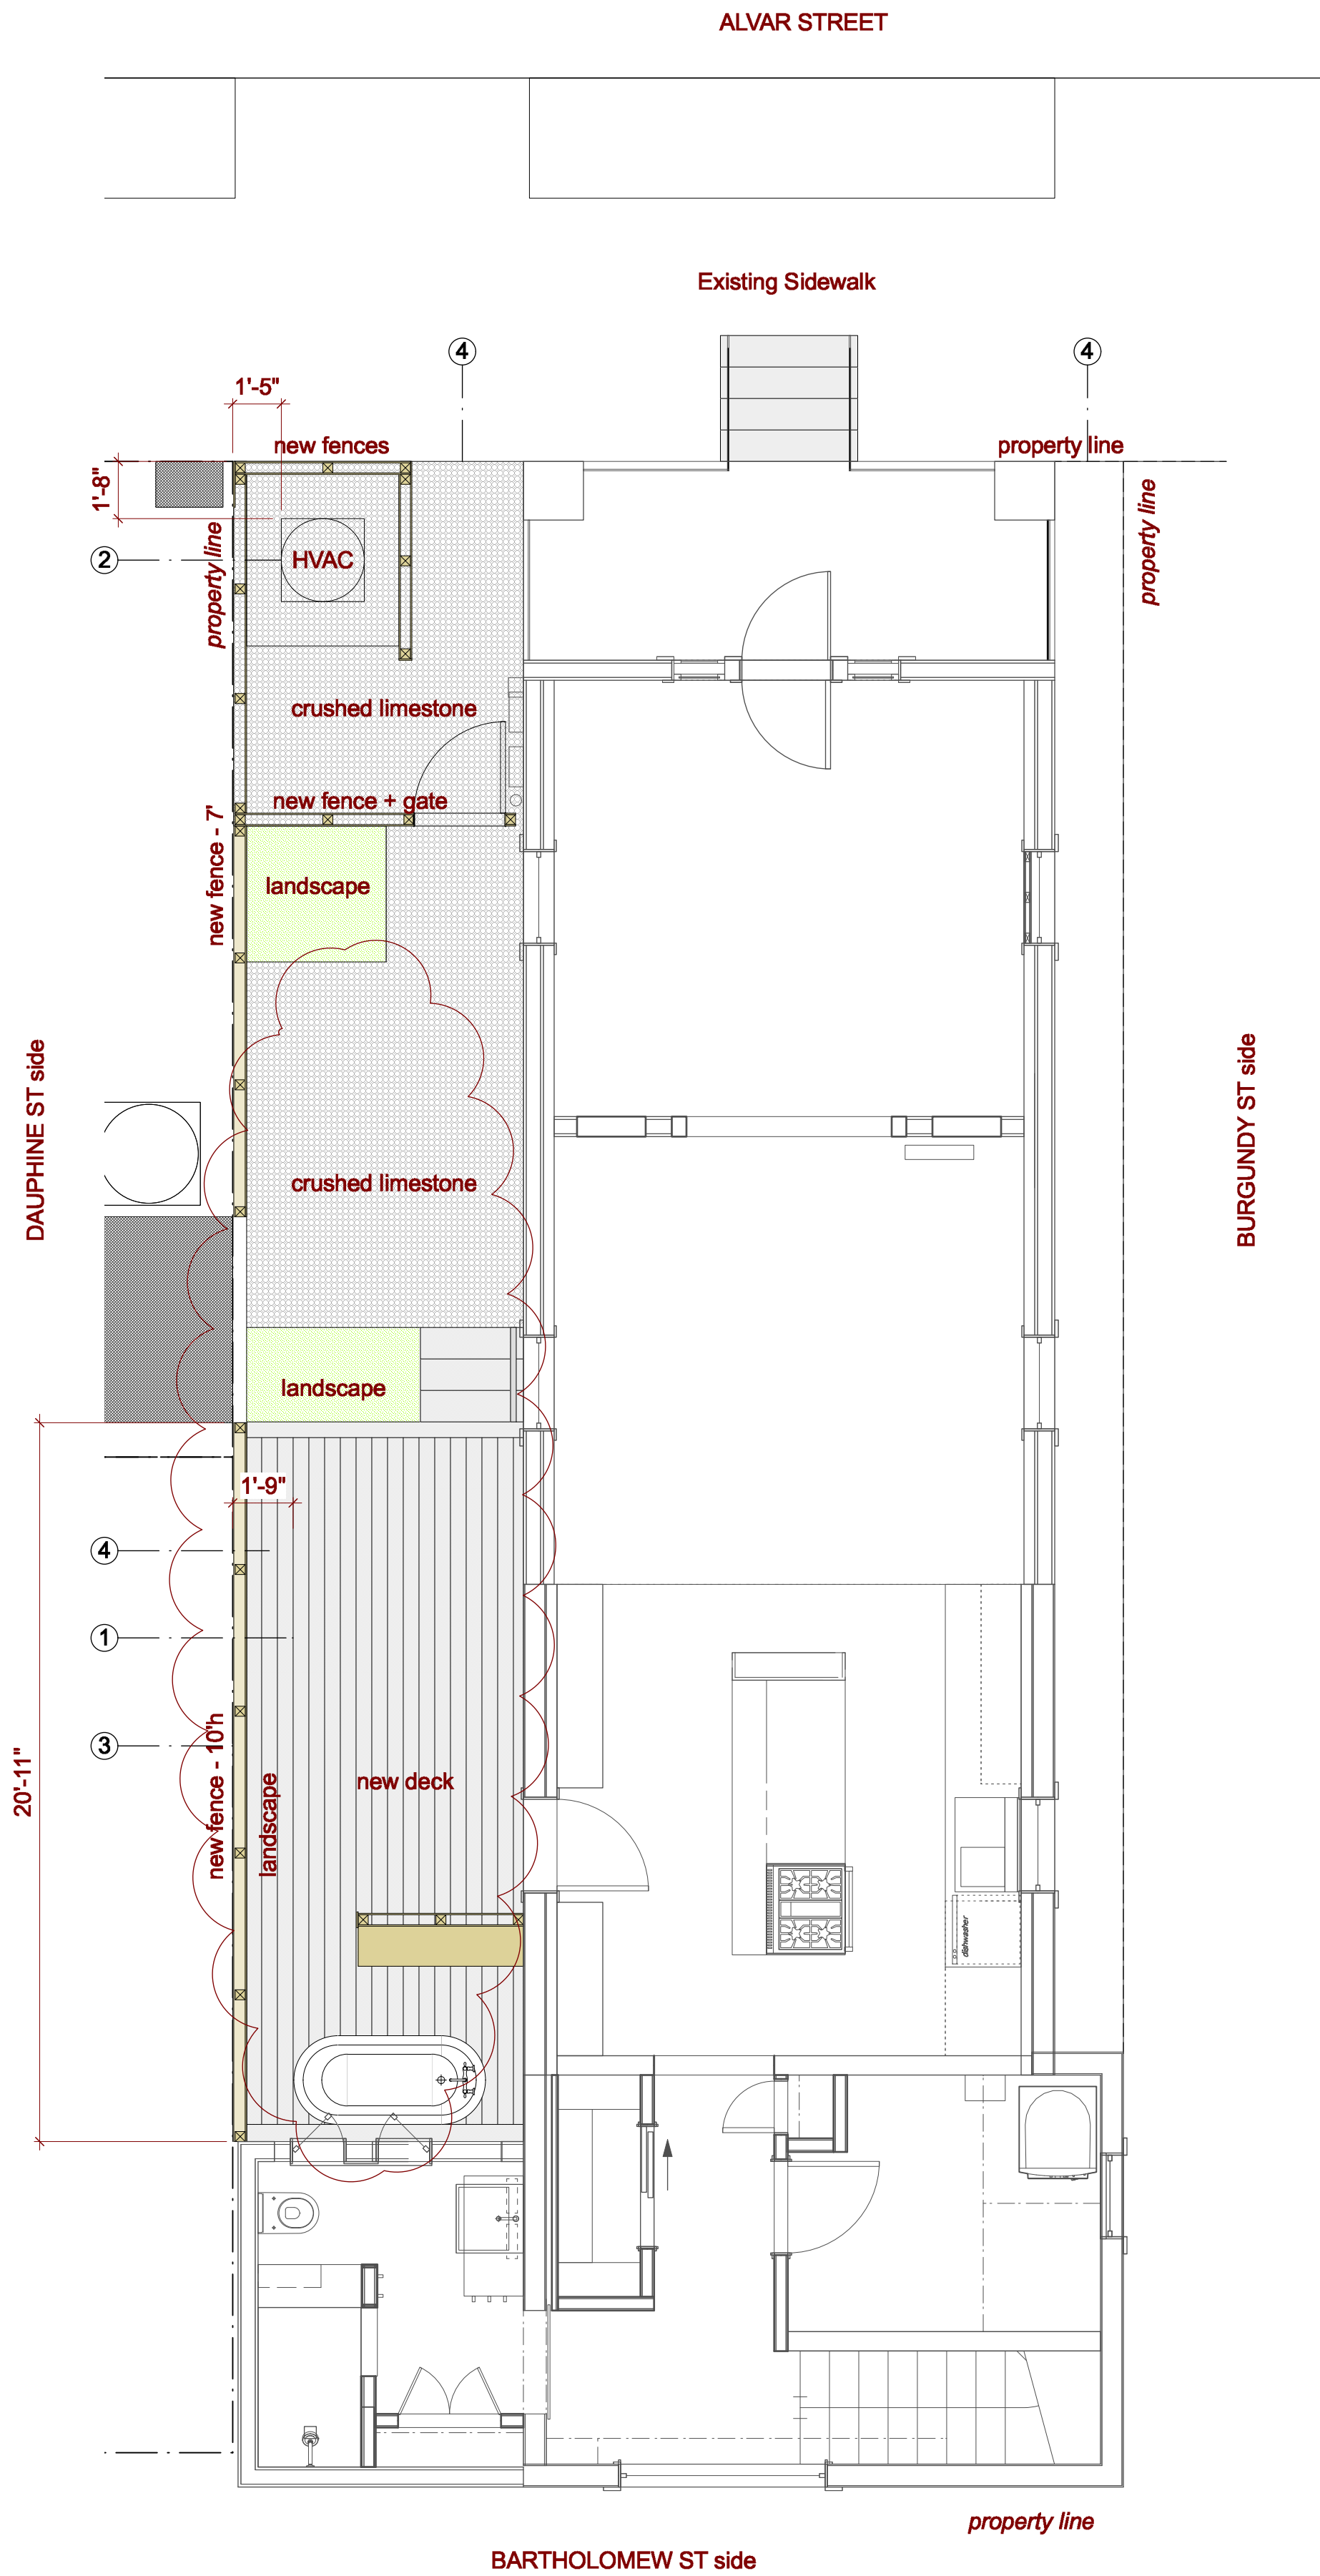 ALVAR STREET
Existing Sidewalk
4
4
1'-5"
new fences
property line
1'-8"
property line
property line
2
HVAC
crushed limestone
new fence + gate
new fence - 7'
landscape
DAUPHINE ST side
BURGUNDY ST side
crushed limestone
landscape
1'-9"
4
1
3
20'-11"
new fence - 10'h
landscape
new deck
dishwasher
property line
BARTHOLOMEW ST side